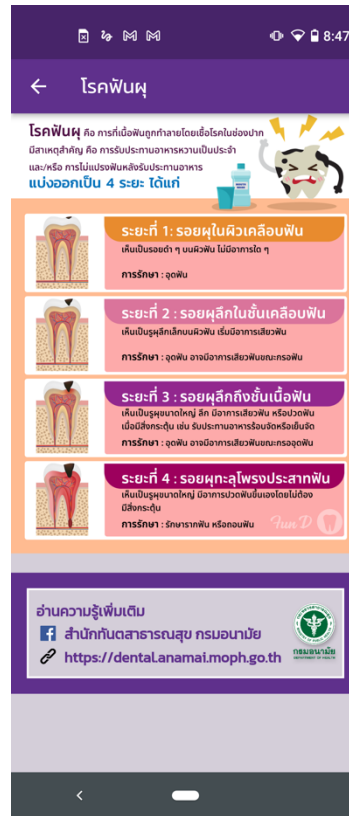 8:47
โรคฟันผุ
โรคฟันผุ คือ การที่เนื้อฟันถูกทำลายโดยเชื้อโรคในช่องปาก
มีสาเหตุสำคัญ คือ การรับประทานอาหารหวานเป็นประจำ
และ/หรือ การไม่แปรงฟันหลังรับประทานอาหาร
แบ่งออกเป็น 4 ระยะ ได้แก่
ระยะที่ 1 : รอยผุในผิวเคลือบฟัน
เห็นเป็นรอยดำ ๆ บนผิวฟัน ไม่มีอาการใด ๆ
การรักษา : อุดฟัน
ระยะที่ 2 : รอยผุลึกในชั้นเคลือบฟัน
เห็นเป็นรูผุลึกเล็กบนผิวฟัน เริ่มมีอาการเสียวฟัน
การรักษา : อุดฟัน อาจมีอาการเสียวฟันขณะกรอฟัน
ระยะที่ 3 : รอยผุลึกถึงชั้นเนื้อฟัน
เห็นเป็นรูผุขนาดใหญ่ ลึก มีอาการเสียวฟัน หรือปวดฟัน
เมื่อมีสิ่งกระตุ้น เช่น รับประทานอาหารร้อนจัดหรือเย็นจัด
การรักษา : อุดฟัน อาจมีอาการเสียวฟันขณะกรออุดฟัน
ระยะที่ 4 : รอยผุทะลุโพรงประสาทฟัน
เห็นเป็นรูผุขนาดใหญ่ มีอาการปวดฟันขึ้นเองโดยไม่ต้อง
มีสิ่งกระตุ้น
การรักษา : รักษารากฟัน หรือถอนฟัน
Fun D
อ่านความรู้เพิ่มเติม
สำนักทันตสาธารณสุข กรมอนามัย
https://dental.anamai.moph.go.th
กรมอนามัย